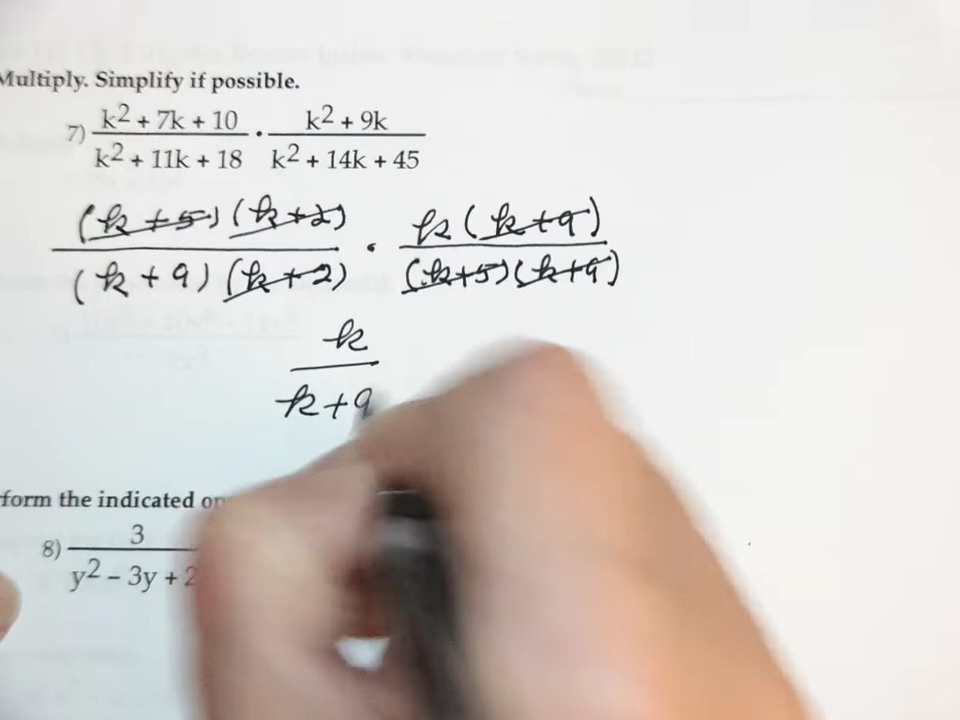 Multiply. Simplify if possible.
7) k² + 7k + 10 / k² + 11k + 18 · k² + 9k / k² + 14k + 45
(k+5)(k+2) / (k+9)(k+2) · k(k+9) / (k+5)(k+9)
k / k+9
form the indicated
8) 3 / y² – 3y + 2